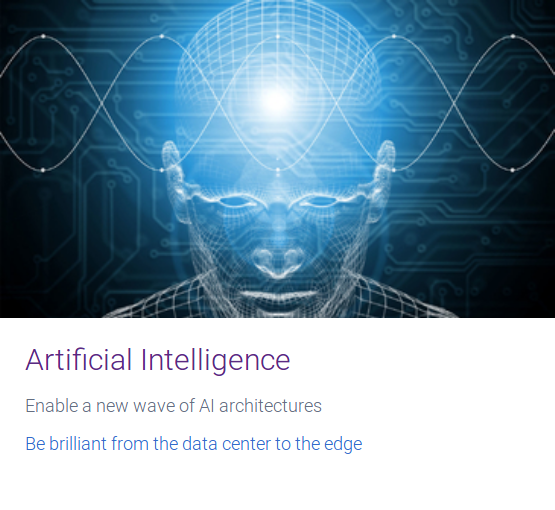 Artificial Intelligence
Enable a new wave of AI architectures
Be brilliant from the data center to the edge